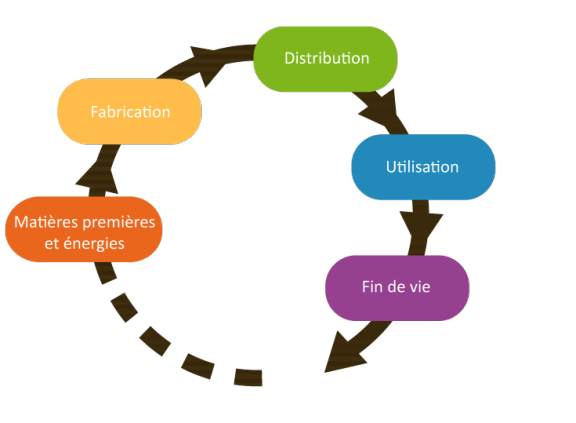 Distribution
Fabrication
Utilisation
Matières premières
et énergies
Fin de vie